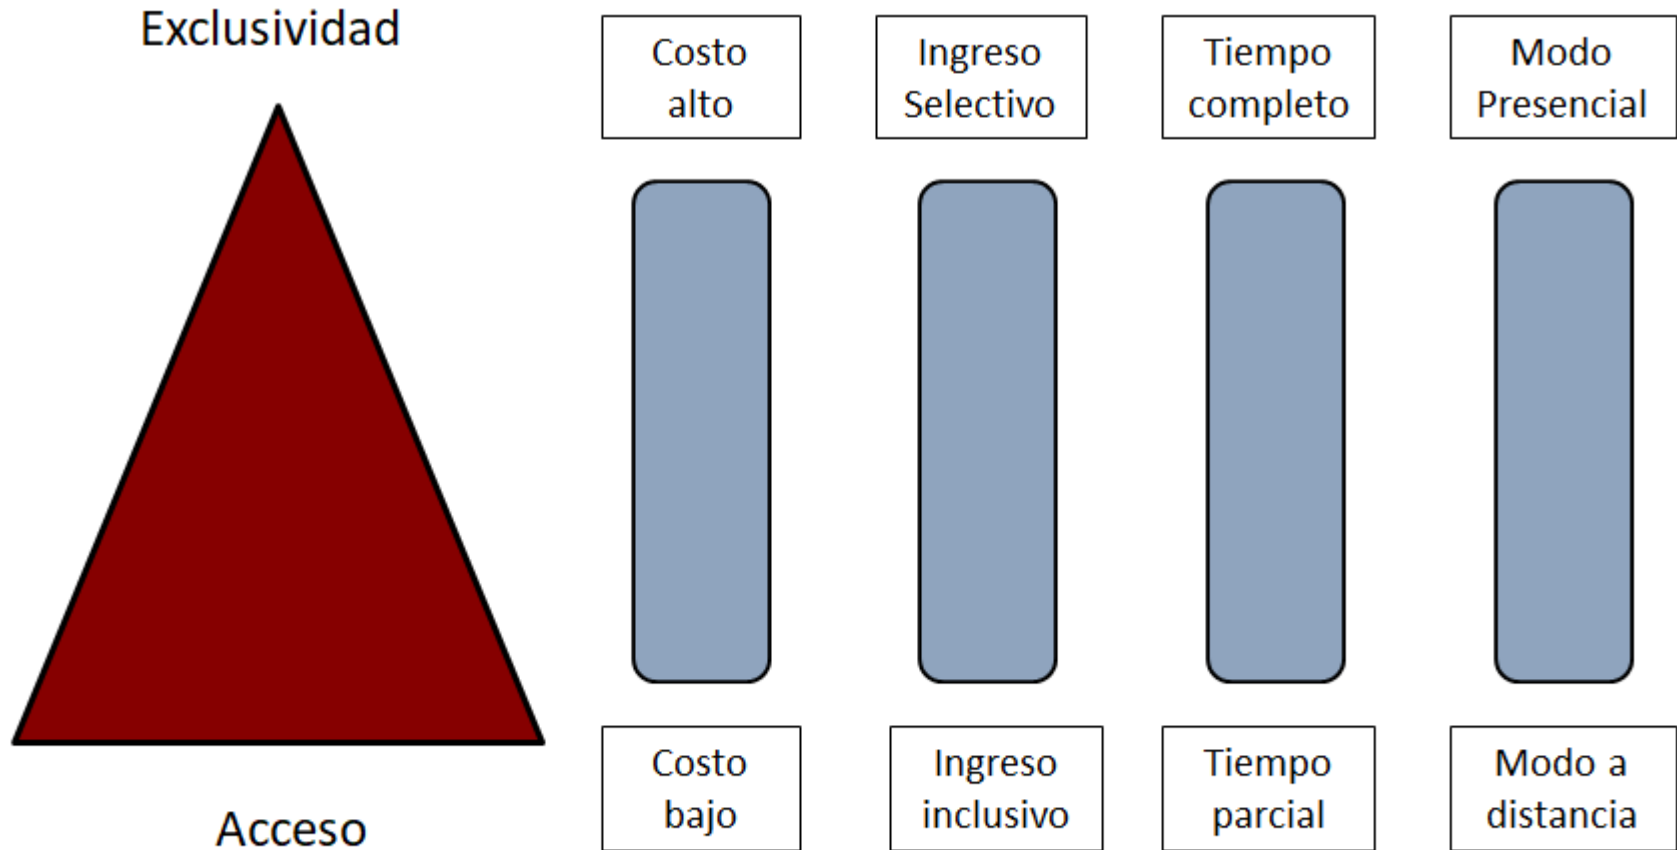 Exclusividad
Costo
alto
Ingreso
Selectivo
Tiempo
completo
Modo
Presencial
Acceso
Costo
bajo
Ingreso
inclusivo
Tiempo
parcial
Modo a
distancia